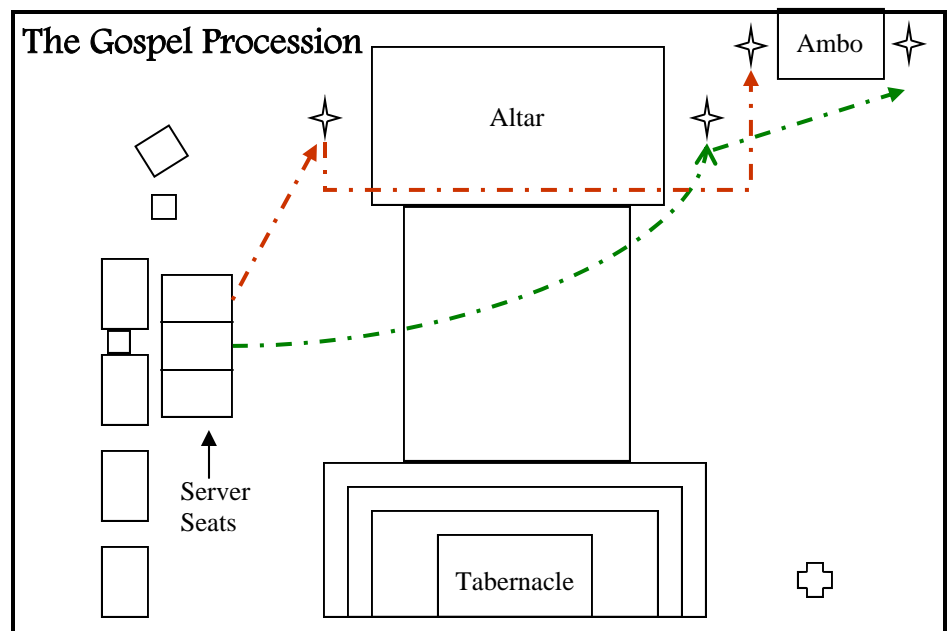 The Gospel Procession
Ambo
Altar
Server
Seats
Tabernacle